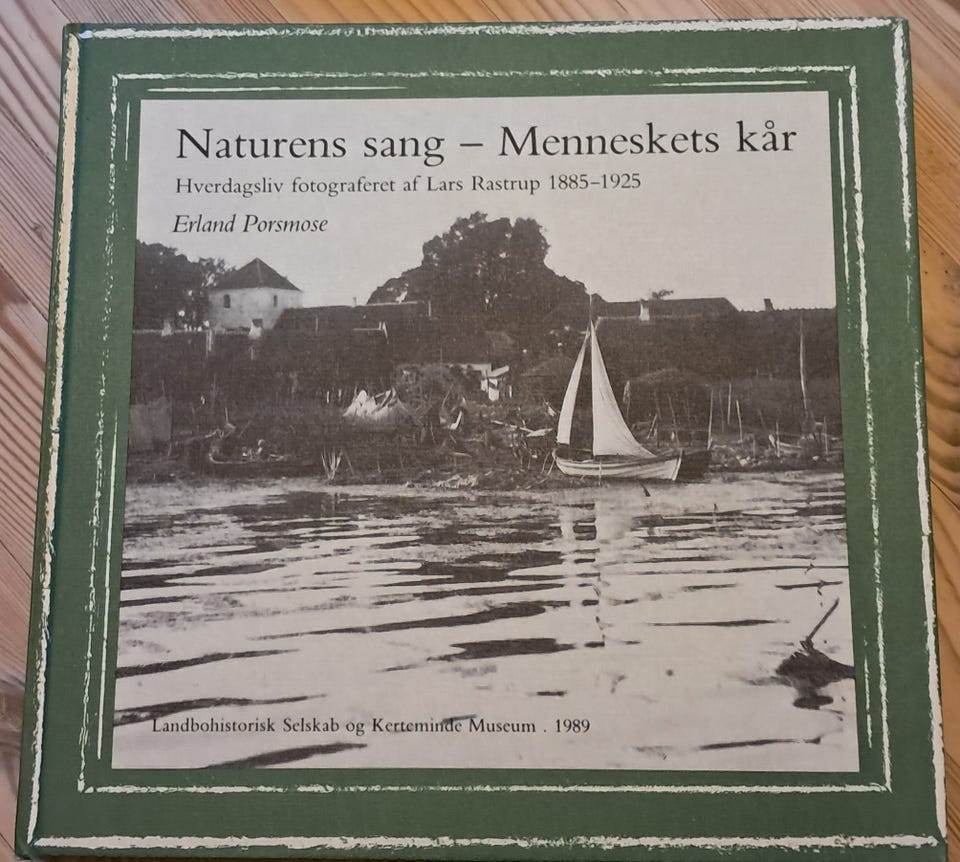 Naturens sang – Menneskets kår
Hverdagsliv fotograferet af Lars Rastrup 1885–1925
Erland Porsmose
Landbohistorisk Selskab og Kerteminde Museum . 1989